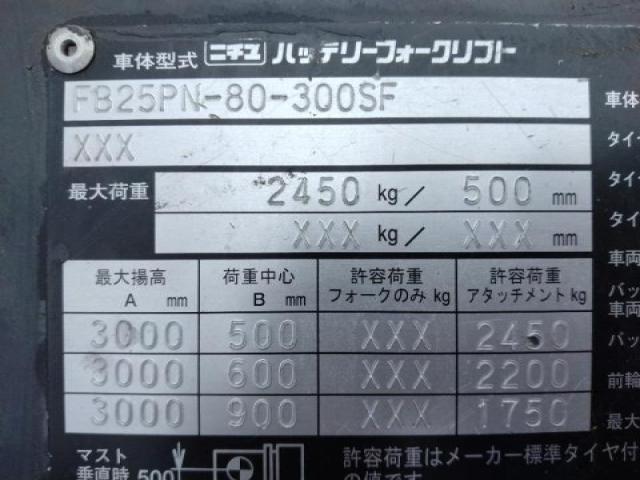 車体型式 ニチユ バッテリーフォークリフト
FB25PN-80-300SF
車体
XXX
タイ
最大荷重 2450 kg/ 500 mm
タイ
XXX kg/ XXX mm
タイ
最大揚高 荷重中心 許容荷重 許容荷重
A mm B mm フォークのみ kg アタッチメント kg
車両
バッ
車両
3000 500 XXX 2450
バッ
3000 600 XXX 2200
前輪
3000 900 XXX 1750
最大
マスト
垂直時 500
許容荷重はメーカー標準タイヤ付
の値です.